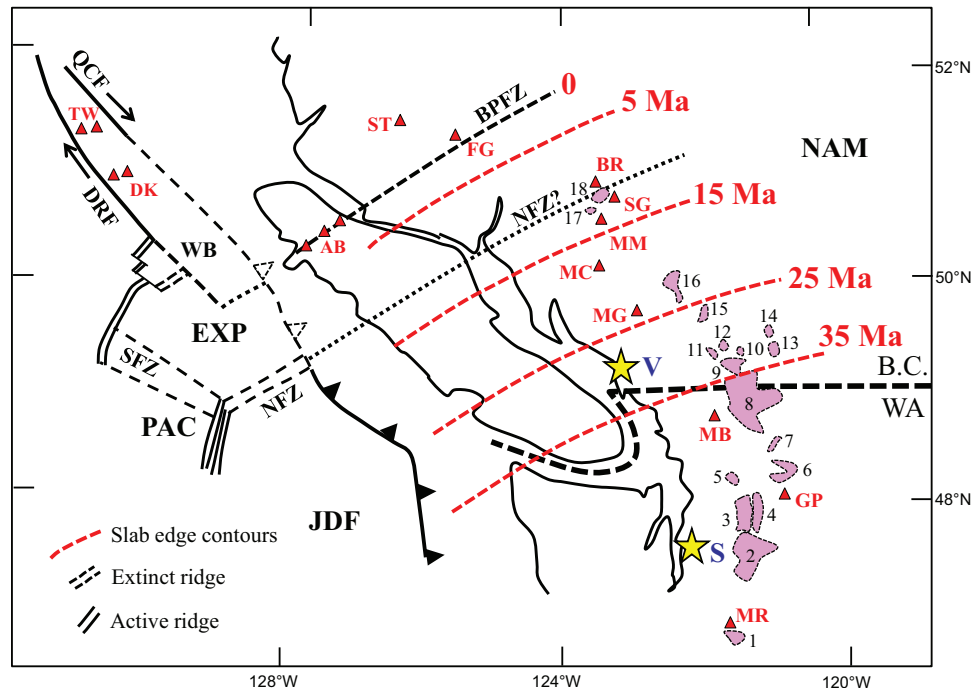 52°N
50°N
48°N
128°W
124°W
120°W
QCF
TW
DK
DRF
WB
EXP
SFZ
PAC
NFZ
JDF
ST
FG
BPFZ
0
5 Ma
AB
NFZ?
NAM
BR
18
SG
17
15 Ma
MM
MC
16
25 Ma
MG
15
14
12
13
11
10
35 Ma
V
9
B.C.
WA
8
MB
7
6
5
GP
3
4
S
2
MR
1
Slab edge contours
Extinct ridge
Active ridge